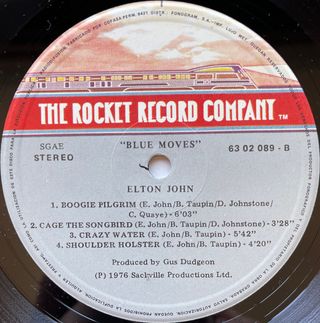 THE ROCKET RECORD COMPANY™
SGAE
STEREO
"BLUE MOVES"
63 02 089 - B
ELTON JOHN
1. BOOGIE PILGRIM (E. John/B. Taupin/D. Johnstone/
C. Quaye) - 6'03"
2. CAGE THE SONGBIRD (E. John/B. Taupin/D. Johnstone) - 3'28"
3. CRAZY WATER (E. John/B. Taupin) - 5'42"
4. SHOULDER HOLSTER (E. John/B. Taupin) - 4'20"
Produced by Gus Dudgeon
(P) 1976 Sackville Productions Ltd.